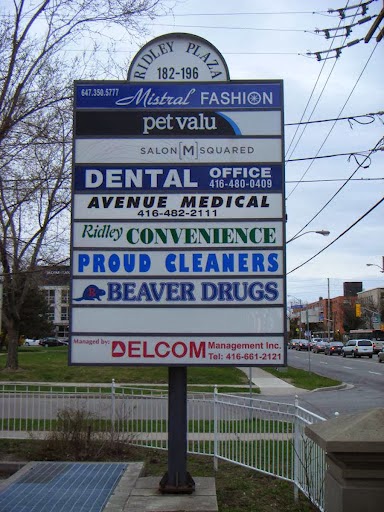 RIDLEY PLAZA
182-196
647.350.5777 Mistral FASHION
pet valu
SALON [M] SQUARED
DENTAL OFFICE 416-480-0409
AVENUE MEDICAL
416-482-2111
Ridley CONVENIENCE
PROUD CLEANERS
BEAVER DRUGS
Managed by: DELCOM Management Inc.
Tel: 416-661-2121